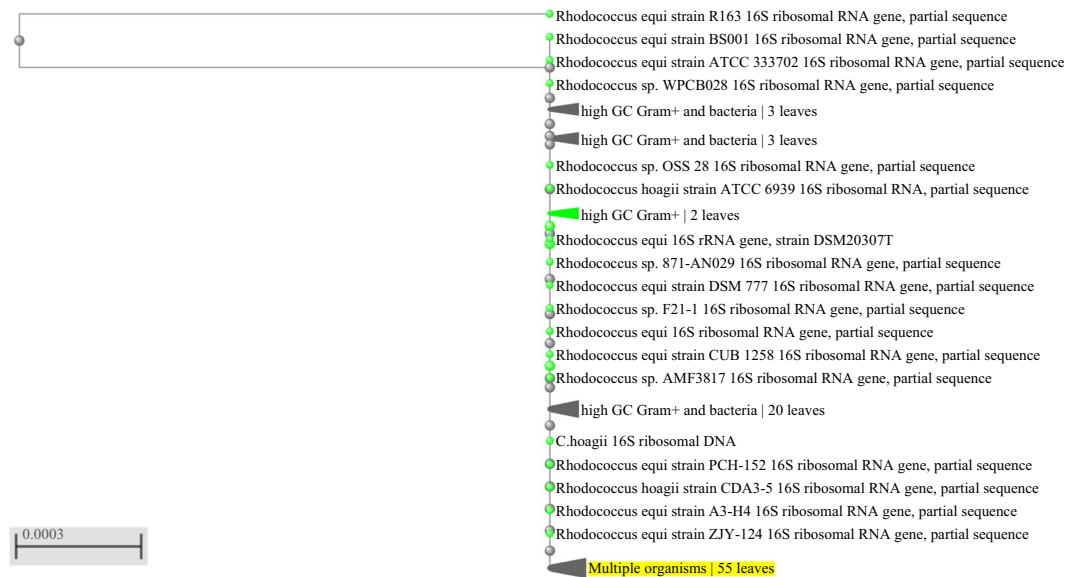 Rhodococcus equi strain R163 16S ribosomal RNA gene, partial sequence
Rhodococcus equi strain BS001 16S ribosomal RNA gene, partial sequence
Rhodococcus equi strain ATCC 333702 16S ribosomal RNA gene, partial sequence
Rhodococcus sp. WPCB028 16S ribosomal RNA gene, partial sequence
high GC Gram+ and bacteria | 3 leaves
high GC Gram+ and bacteria | 3 leaves
Rhodococcus sp. OSS 28 16S ribosomal RNA gene, partial sequence
Rhodococcus hoagii strain ATCC 6939 16S ribosomal RNA, partial sequence
high GC Gram+ | 2 leaves
Rhodococcus equi 16S rRNA gene, strain DSM20307T
Rhodococcus sp. 871-AN029 16S ribosomal RNA gene, partial sequence
Rhodococcus equi strain DSM 777 16S ribosomal RNA gene, partial sequence
Rhodococcus sp. F21-1 16S ribosomal RNA gene, partial sequence
Rhodococcus equi 16S ribosomal RNA gene, partial sequence
Rhodococcus equi strain CUB 1258 16S ribosomal RNA gene, partial sequence
Rhodococcus sp. AMF3817 16S ribosomal RNA gene, partial sequence
high GC Gram+ and bacteria | 20 leaves
C.hoagii 16S ribosomal DNA
Rhodococcus equi strain PCH-152 16S ribosomal RNA gene, partial sequence
Rhodococcus hoagii strain CDA3-5 16S ribosomal RNA gene, partial sequence
Rhodococcus equi strain A3-H4 16S ribosomal RNA gene, partial sequence
Rhodococcus equi strain ZJY-124 16S ribosomal RNA gene, partial sequence
0.0003
Multiple organisms | 55 leaves